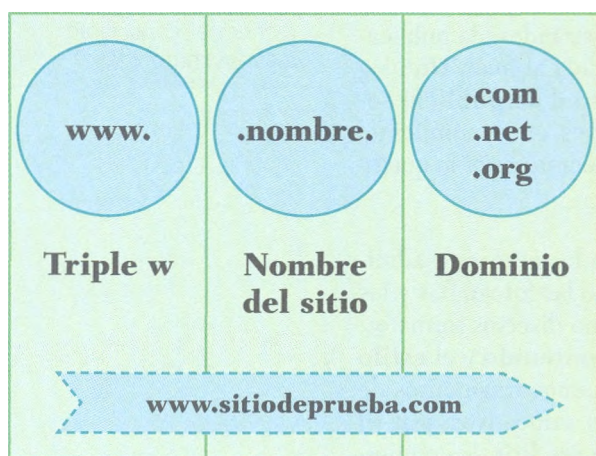 www.
.nombre.
.com
.net
.org
Triple w
Nombre
del sitio
Dominio
www.sitiodeprueba.com